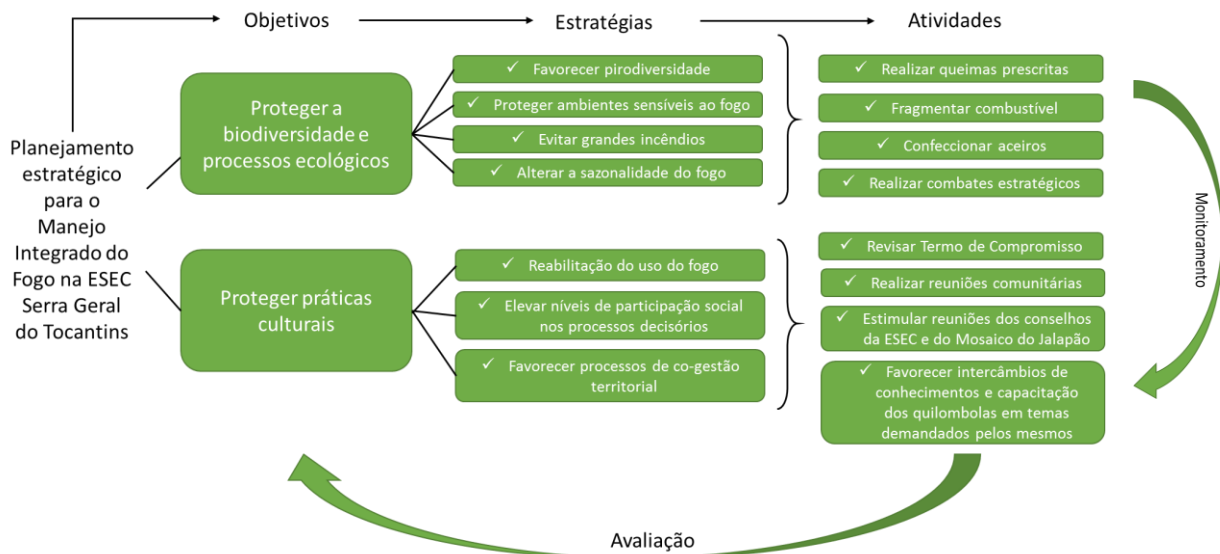 Objetivos
Estratégias
Atividades
Planejamento
estratégico
para o
Manejo
Integrado do
Fogo na ESEC
Serra Geral
do Tocantins
Proteger a
biodiversidade e
processos ecológicos
✓ Favorecer pirodiversidade
✓ Proteger ambientes sensíveis ao fogo
✓ Evitar grandes incêndios
✓ Alterar a sazonalidade do fogo
✓ Realizar queimas prescritas
✓ Fragmentar combustível
✓ Confeccionar aceiros
✓ Realizar combates estratégicos
Proteger práticas
culturais
✓ Reabilitação do uso do fogo
✓ Elevar níveis de participação social
nos processos decisórios
✓ Favorecer processos de co-gestão
territorial
✓ Revisar Termo de Compromisso
✓ Realizar reuniões comunitárias
✓ Estimular reuniões dos conselhos
da ESEC e do Mosaico do Jalapão
✓ Favorecer intercâmbios de
conhecimentos e capacitação
dos quilombolas em temas
demandados pelos mesmos
Monitoramento
Avaliação